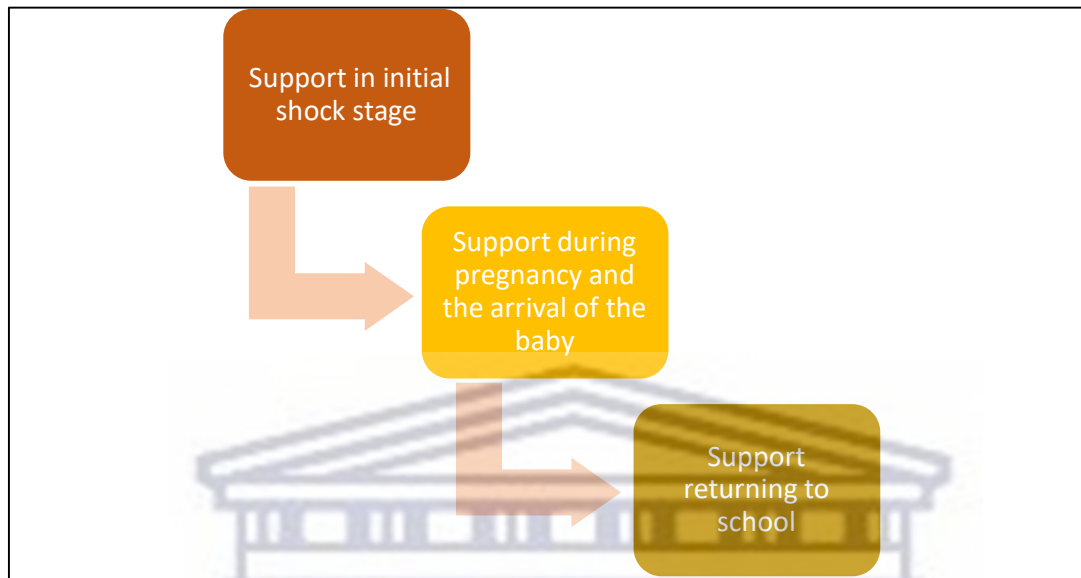 Support in initial
shock stage
Support during
pregnancy and
the arrival of the
baby
Support
returning to
school